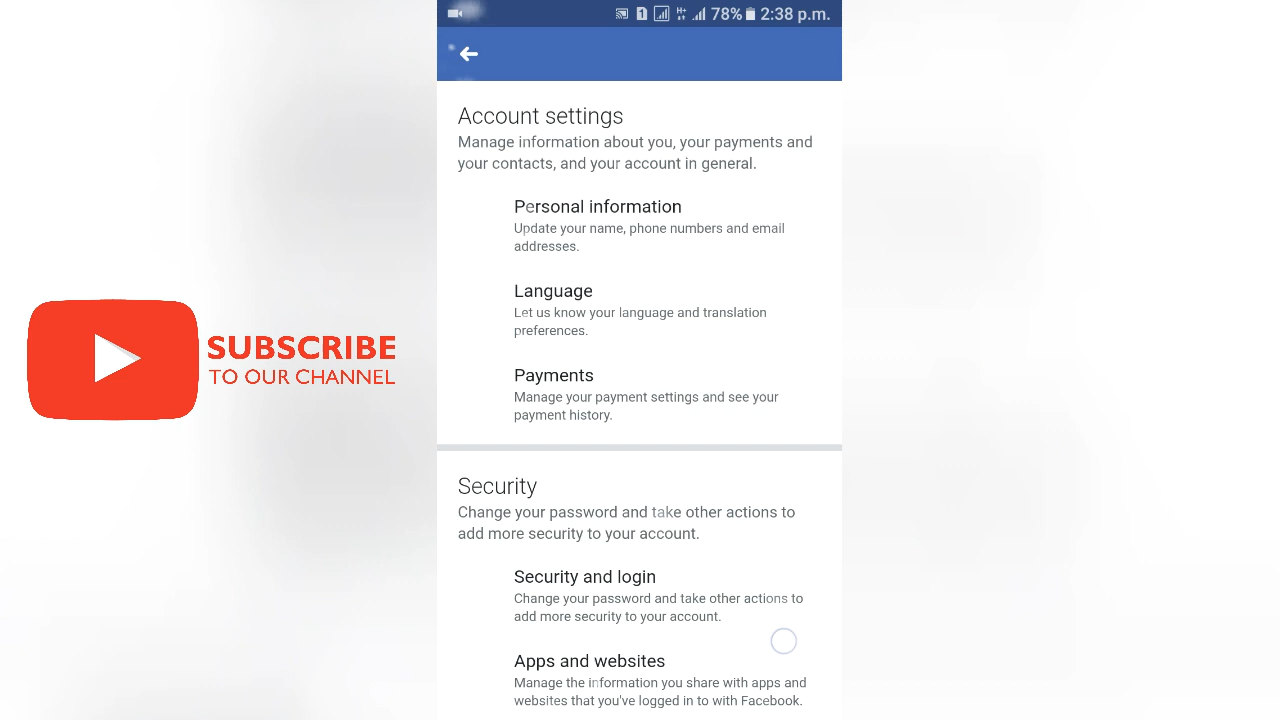 1 78% 2:38 p.m.
Account settings
Manage information about you, your payments and
your contacts, and your account in general.
Personal information
Update your name, phone numbers and email
addresses.
Language
Let us know your language and translation
preferences.
Payments
Manage your payment settings and see your
payment history.
SUBSCRIBE
TO OUR CHANNEL
Security
Change your password and take other actions to
add more security to your account.
Security and login
Change your password and take other actions to
add more security to your account.
Apps and websites
Manage the information you share with apps and
websites that you've logged in to with Facebook.